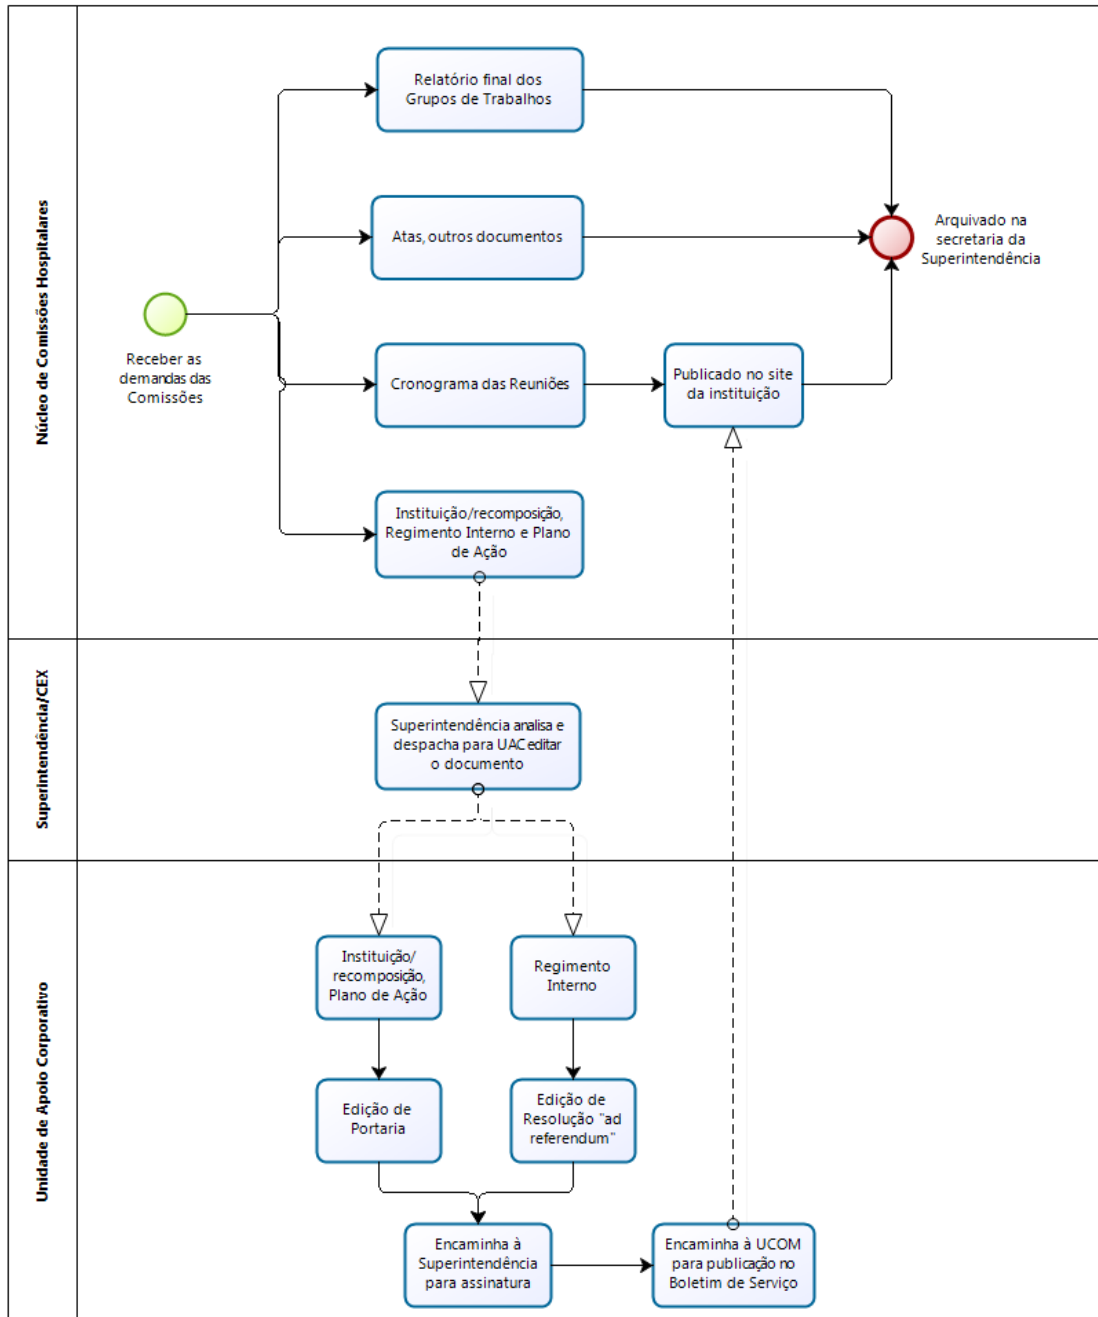 Núcleo de Comissões Hospitalares
Relatório final dos
Grupos de Trabalhos
Atas, outros documentos
Arquivado na
secretaria da
Superintendência
Receber as
demandas das
Comissões
Cronograma das Reuniões
Publicado no site
da instituição
Instituição/recomposição,
Regimento Interno e Plano
de Ação
Superintendência/CEX
Superintendência analisa e
despacha para UAC editar
o documento
Unidade de Apoio Corporativo
Instituição/
recomposição,
Plano de Ação
Regimento
Interno
Edição de
Portaria
Edição de
Resolução "ad
referendum"
Encaminha à
Superintendência
para assinatura
Encaminha à UCOM
para publicação no
Boletim de Serviço